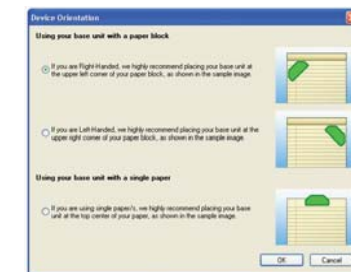 Device Orientation
Using your base unit with a paper block
If you are Right-Handed, we highly recommend placing your base unit at
the upper left corner of your paper block, as shown in the sample image.
If you are Left-Handed, we highly recommend placing your base unit at the
upper right corner of your paper block, as shown in the sample image.
Using your base unit with a single paper
If you are using single paper/s, we highly recommend placing your base
unit at the top center of your paper, as shown in the sample image.
OK Cancel